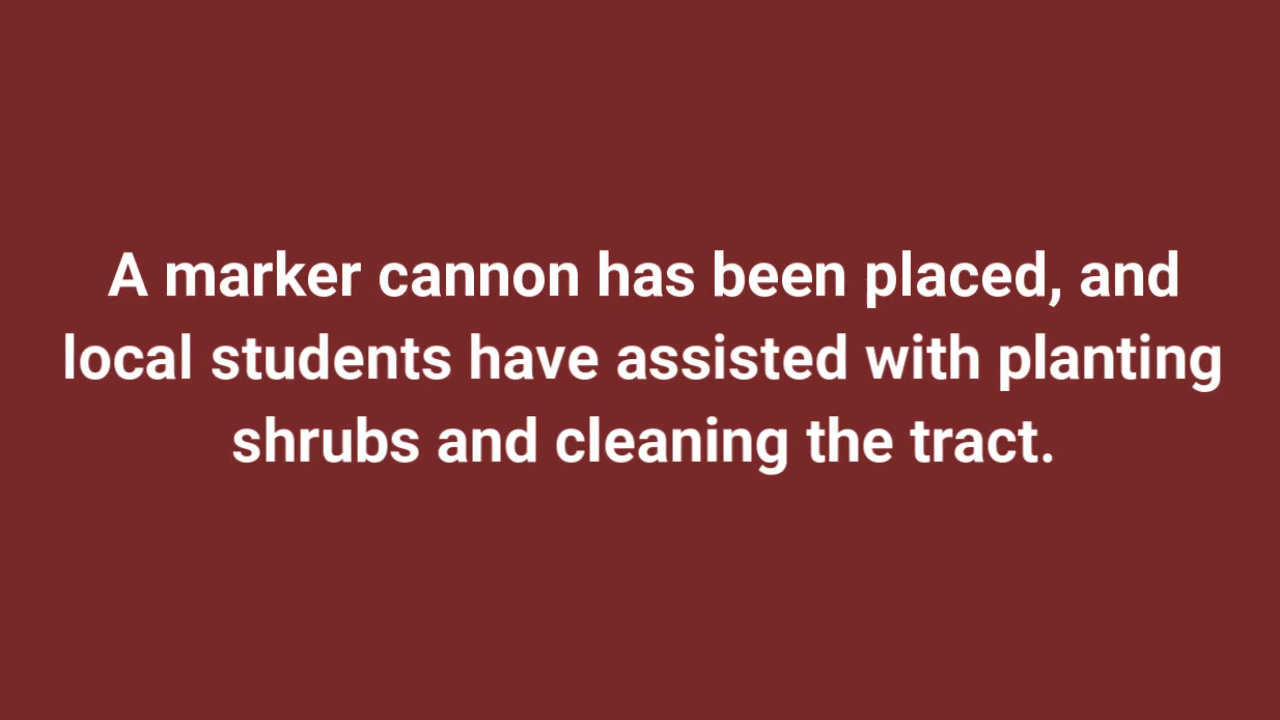 A marker cannon has been placed, and
local students have assisted with planting
shrubs and cleaning the tract.